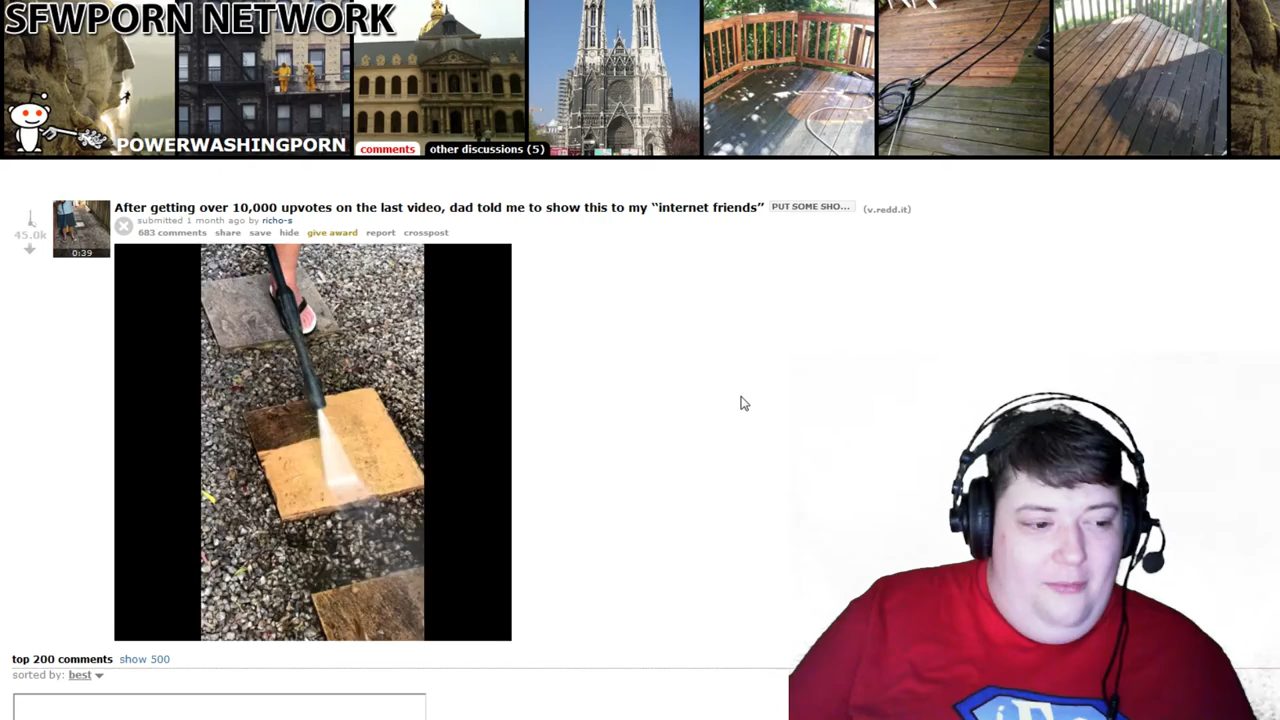 SFWPORN NETWORK
POWERWASHINGPORN
comments
other discussions (5)
After getting over 10,000 upvotes on the last video, dad told me to show this to my “internet friends” PUT SOME SHO... (v.redd.it)
submitted 1 month ago by richo-s
45.0k
0:39
683 comments share save hide give award report crosspost
top 200 comments show 500
sorted by: best